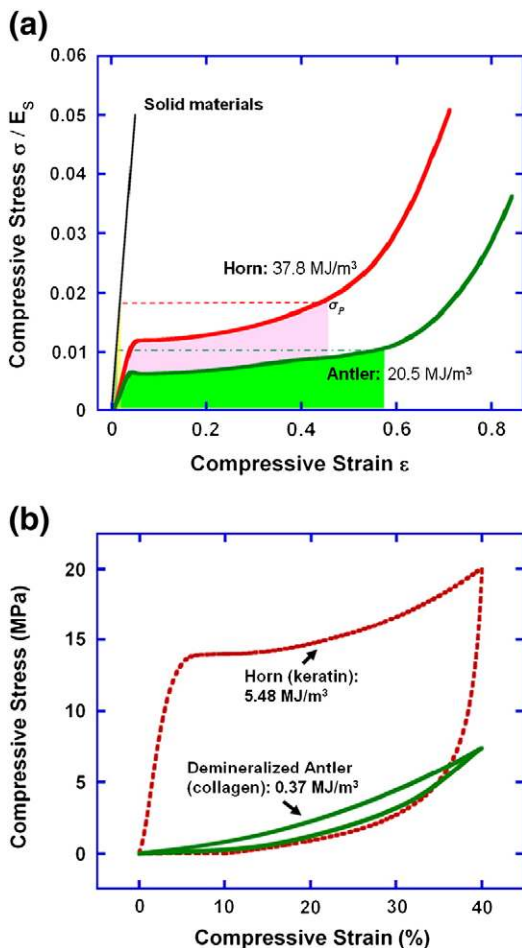 (a)
0.06
0.05
0.04
0.03
0.02
0.01
0
Compressive Stress σ / E_S
Solid materials
Horn: 37.8 MJ/m³
σ_P
Antler: 20.5 MJ/m³
0 0.2 0.4 0.6 0.8
Compressive Strain ε
(b)
20
15
10
5
0
Compressive Stress (MPa)
Horn (keratin):
5.48 MJ/m³
Demineralized Antler
(collagen): 0.37 MJ/m³
0 10 20 30 40
Compressive Strain (%)